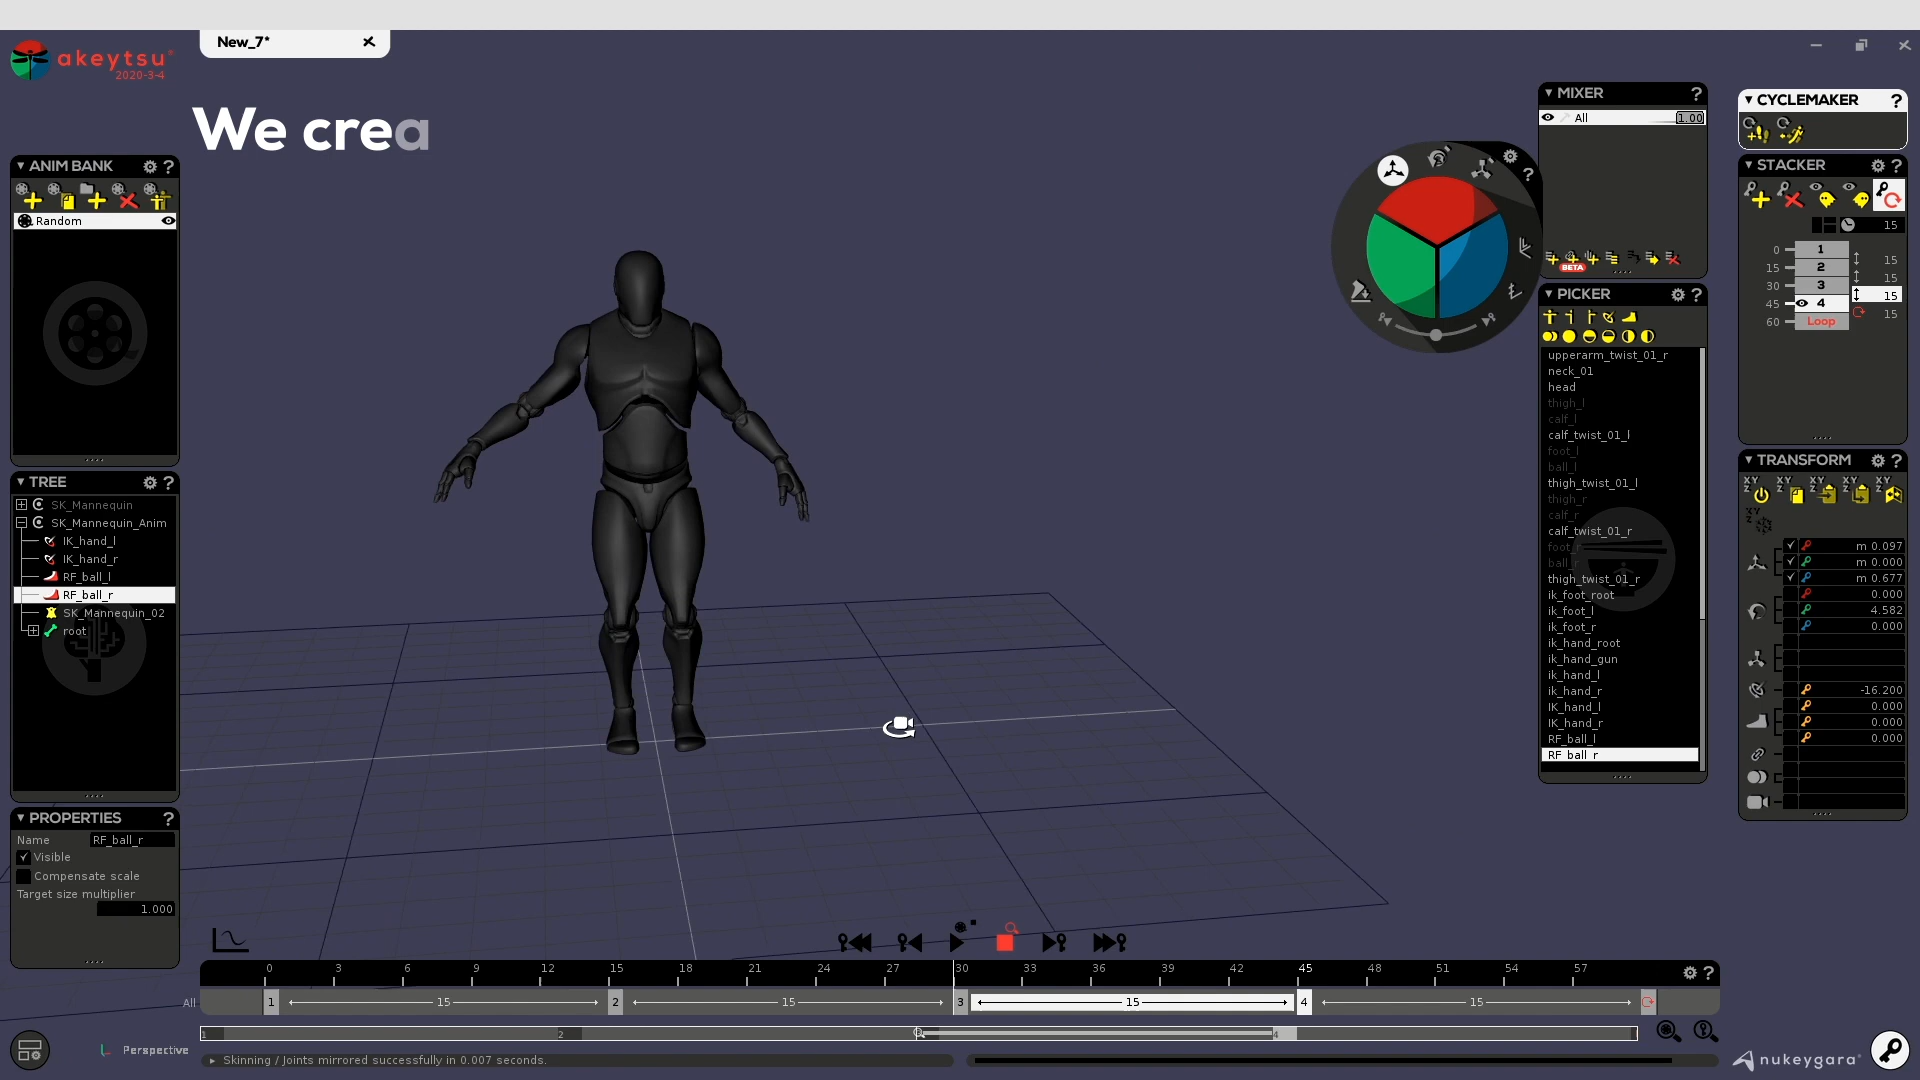 New_7*
akeytsu
2020-3-4
We crea
ANIM BANK
?
Random
TREE
?
SK_Mannequin
SK_Mannequin_Anim
IK_hand_l
IK_hand_r
RF_ball_l
RF_ball_r
SK_Mannequin_02
root
PROPERTIES
?
Name RF_ball_r
Visible
Compensate scale
Target size multiplier
1.000
MIXER
?
All 1.00
BETA
PICKER
?
upperarm_twist_01_r
neck_01
head
thigh_l
calf_l
calf_twist_01_l
foot_l
ball_l
thigh_twist_01_l
thigh_r
calf_r
calf_twist_01_r
foot_r
ball_r
thigh_twist_01_r
ik_foot_root
ik_foot_l
ik_foot_r
ik_hand_root
ik_hand_gun
ik_hand_l
ik_hand_r
IK_hand_l
IK_hand_r
RF_ball_l
RF_ball_r
CYCLEMAKER
?
STACKER
?
15
0 1
15
15 2
15
30 3
15
45 4
15
60 Loop
TRANSFORM
?
m 0.097
m 0.000
m 0.677
0.000
4.582
0.000
-16.200
0.000
0.000
0.000
0 3 6 9 12 15 18 21 24 27 30 33 36 39 42 45 48 51 54 57
?
All 1 15 2 15 3 15 4 15
1 2 4
Perspective
Skinning / Joints mirrored successfully in 0.007 seconds.
nukeygara